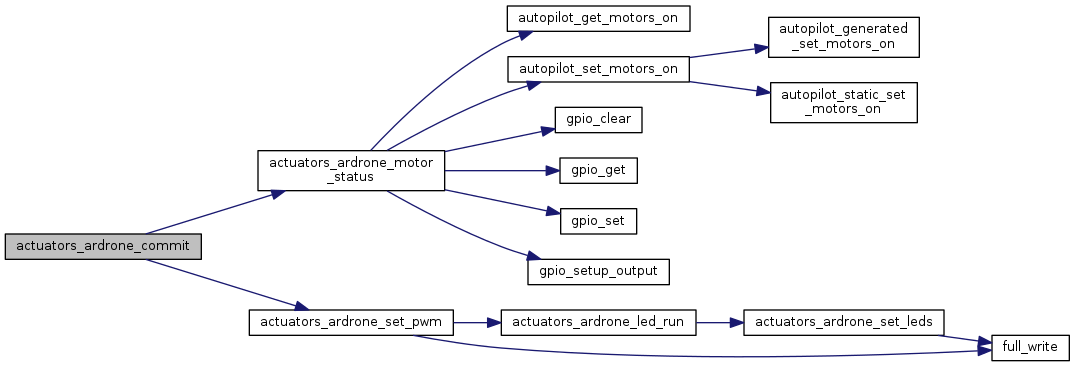 autopilot_get_motors_on
autopilot_generated
_set_motors_on
autopilot_set_motors_on
autopilot_static_set
_motors_on
gpio_clear
actuators_ardrone_motor
_status
gpio_get
gpio_set
actuators_ardrone_commit
gpio_setup_output
actuators_ardrone_set_pwm
actuators_ardrone_led_run
actuators_ardrone_set_leds
full_write